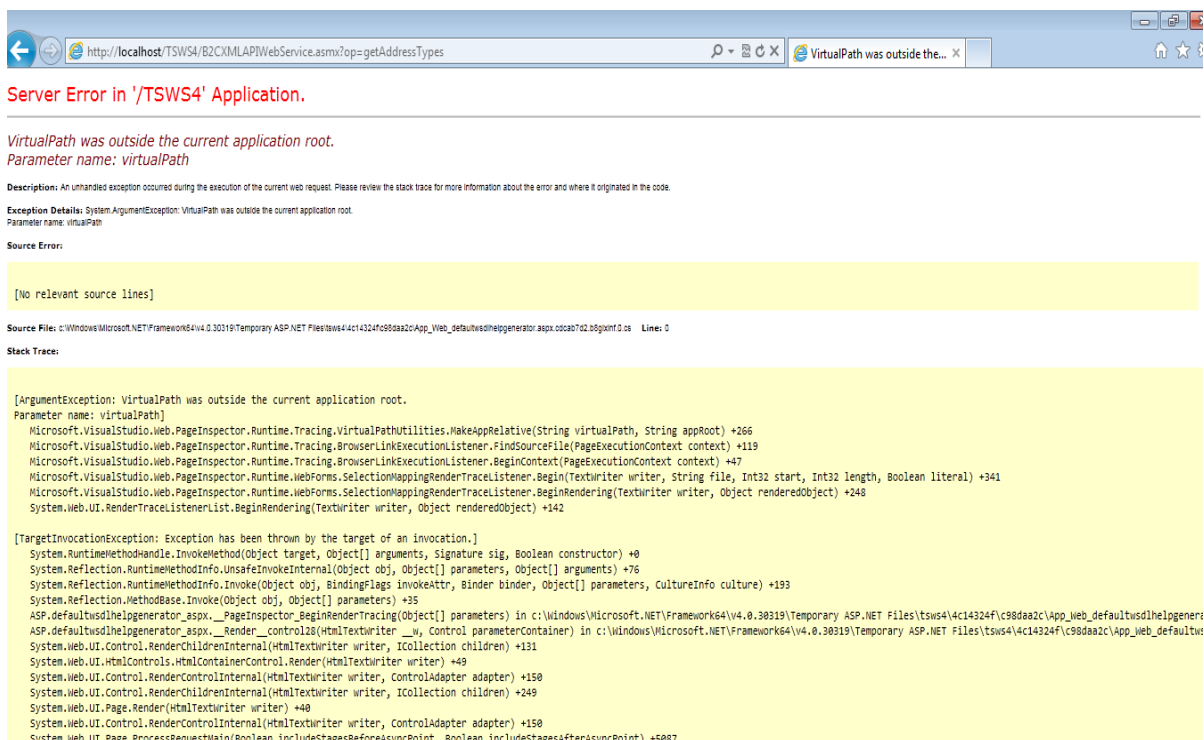 http://localhost/TSWS4/B2CXMLAPIWebService.asmx?op=getAddressTypes
VirtualPath was outside the...
Server Error in '/TSWS4' Application.
VirtualPath was outside the current application root.
Parameter name: virtualPath
Description: An unhandled exception occurred during the execution of the current web request. Please review the stack trace for more information about the error and where it originated in the code.
Exception Details: System.ArgumentException: VirtualPath was outside the current application root.
Parameter name: virtualPath
Source Error:
[No relevant source lines]
Source File: c:\Windows\Microsoft.NET\Framework64\v4.0.30319\Temporary ASP.NET Files\tsws4\4c14324f\c98daa2c\App_Web_defaultwsdlhelpgenerator.aspx.cdcab7d2.b8glxinf.0.cs Line: 0
Stack Trace:
[ArgumentException: VirtualPath was outside the current application root.
Parameter name: virtualPath]
Microsoft.VisualStudio.Web.PageInspector.Runtime.Tracing.VirtualPathUtilities.MakeAppRelative(String virtualPath, String appRoot) +266
Microsoft.VisualStudio.Web.PageInspector.Runtime.Tracing.BrowserLinkExecutionListener.FindSourceFile(PageExecutionContext context) +119
Microsoft.VisualStudio.Web.PageInspector.Runtime.Tracing.BrowserLinkExecutionListener.BeginContext(PageExecutionContext context) +47
Microsoft.VisualStudio.Web.PageInspector.Runtime.WebForms.SelectionMappingRenderTraceListener.Begin(TextWriter writer, String file, Int32 start, Int32 length, Boolean literal) +341
Microsoft.VisualStudio.Web.PageInspector.Runtime.WebForms.SelectionMappingRenderTraceListener.BeginRendering(TextWriter writer, Object renderedObject) +248
System.Web.UI.RenderTraceListenerList.BeginRendering(TextWriter writer, Object renderedObject) +142
[TargetInvocationException: Exception has been thrown by the target of an invocation.]
System.RuntimeMethodHandle.InvokeMethod(Object target, Object[] arguments, Signature sig, Boolean constructor) +0
System.Reflection.RuntimeMethodInfo.UnsafeInvokeInternal(Object obj, Object[] parameters, Object[] arguments) +76
System.Reflection.RuntimeMethodInfo.Invoke(Object obj, BindingFlags invokeAttr, Binder binder, Object[] parameters, CultureInfo culture) +193
System.Reflection.MethodBase.Invoke(Object obj, Object[] parameters) +35
ASP.defaultwsdlhelpgenerator_aspx.__PageInspector_BeginRenderTracing(Object[] parameters) in c:\Windows\Microsoft.NET\Framework64\v4.0.30319\Temporary ASP.NET Files\tsws4\4c14324f\c98daa2c\App_Web_defaultwsdlhelpgenera
ASP.defaultwsdlhelpgenerator_aspx.__Render__control28(HtmlTextWriter __w, Control parameterContainer) in c:\Windows\Microsoft.NET\Framework64\v4.0.30319\Temporary ASP.NET Files\tsws4\4c14324f\c98daa2c\App_Web_defaultws
System.Web.UI.Control.RenderChildrenInternal(HtmlTextWriter writer, ICollection children) +131
System.Web.UI.HtmlControls.HtmlContainerControl.Render(HtmlTextWriter writer) +49
System.Web.UI.Control.RenderControlInternal(HtmlTextWriter writer, ControlAdapter adapter) +150
System.Web.UI.Control.RenderChildrenInternal(HtmlTextWriter writer, ICollection children) +249
System.Web.UI.Page.Render(HtmlTextWriter writer) +40
System.Web.UI.Control.RenderControlInternal(HtmlTextWriter writer, ControlAdapter adapter) +150
System.Web.UI.Page.ProcessRequestMain(Boolean includeStagesBeforeAsyncPoint, Boolean includeStagesAfterAsyncPoint) +5087